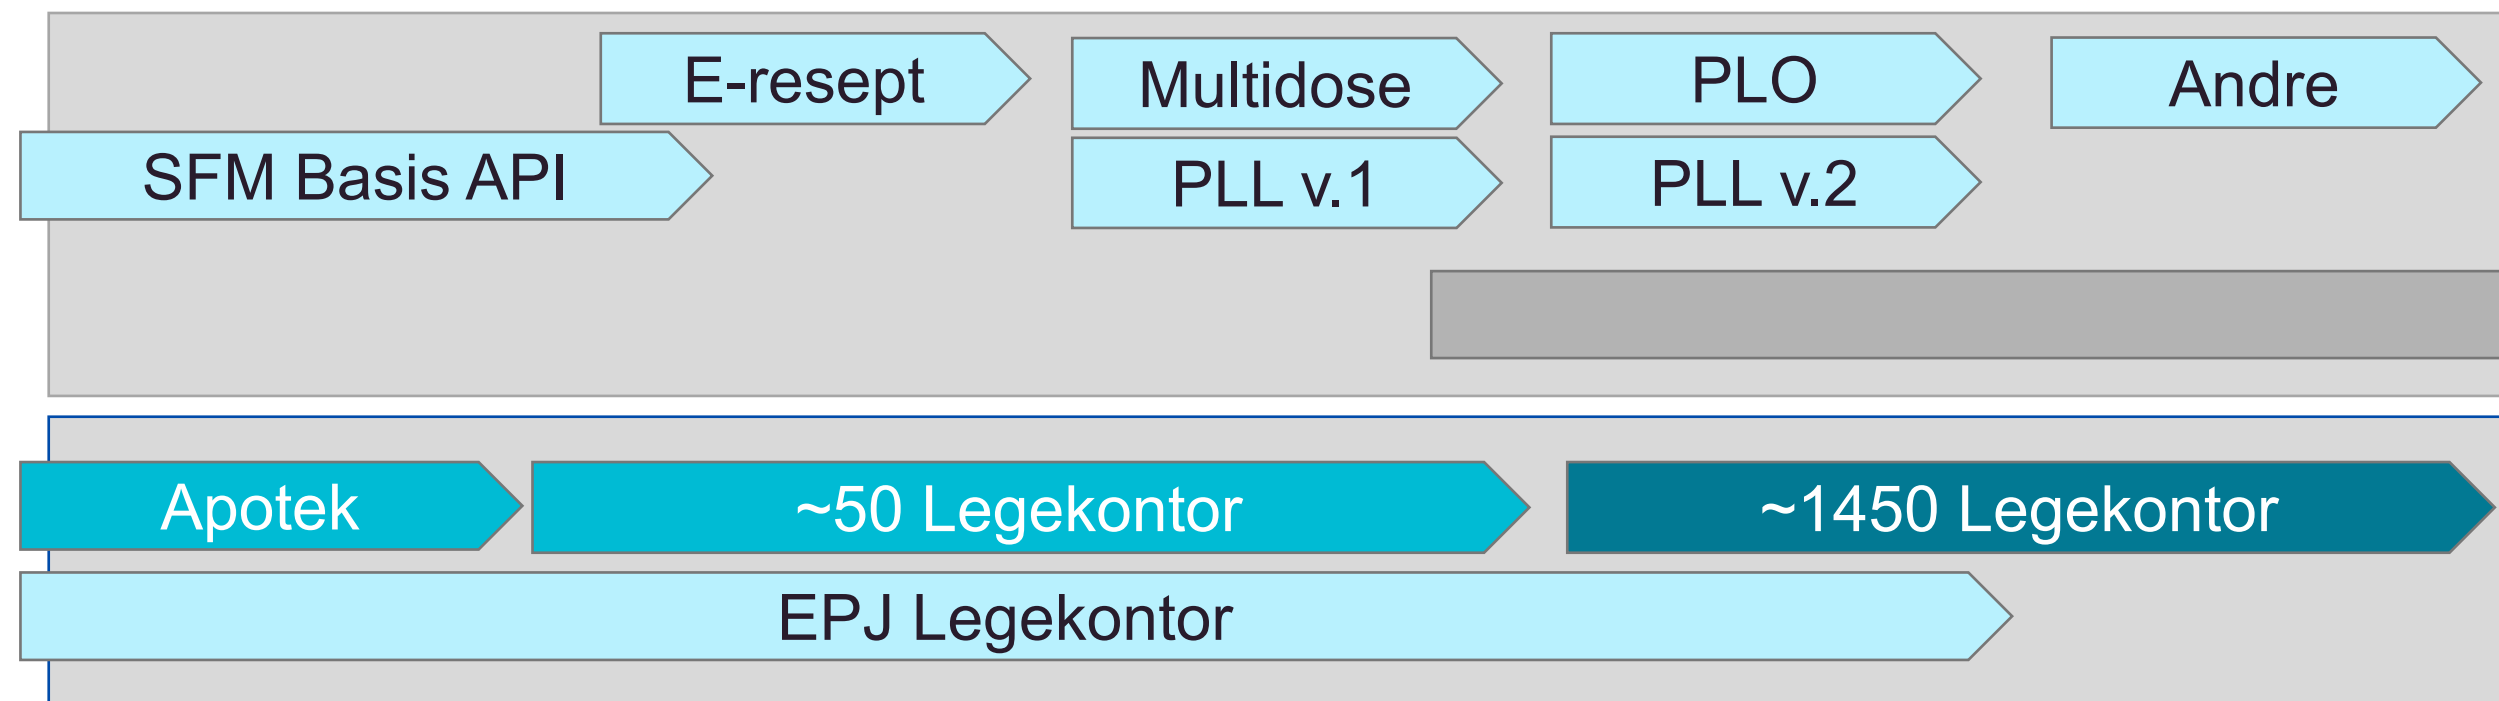 E-resept
Multidose
PLO
Andre
SFM Basis API
PLL v.1
PLL v.2
Apotek
~50 Legekontor
~1450 Legekontor
EPJ Legekontor